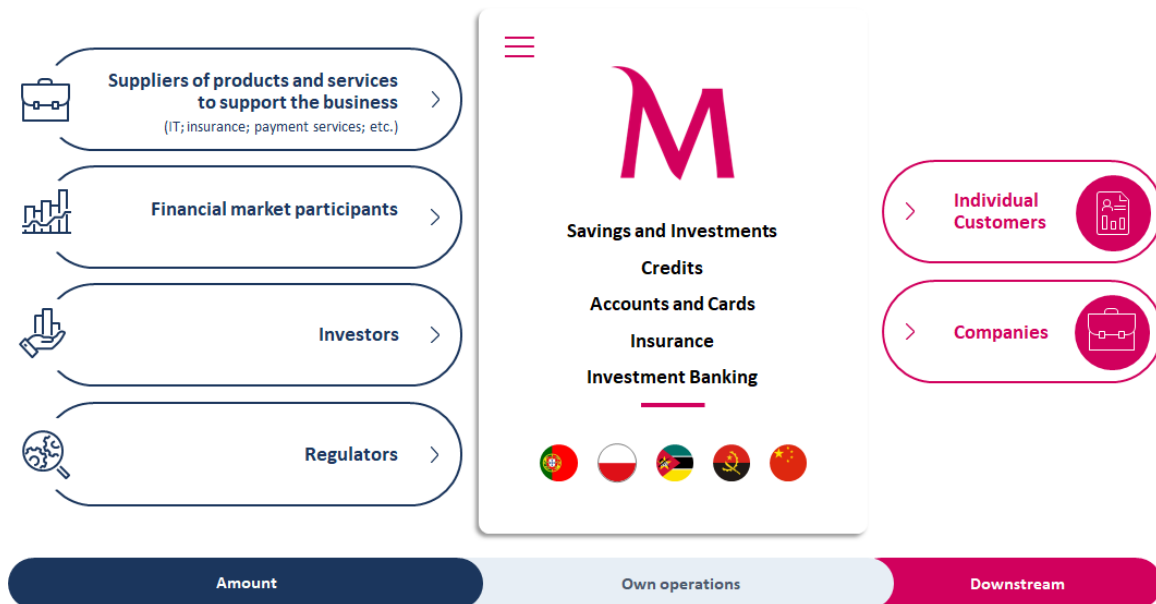 Suppliers of products and services
to support the business
(IT; insurance; payment services; etc.)
Financial market participants
Investors
Regulators
M
Savings and Investments
Credits
Accounts and Cards
Insurance
Investment Banking
Individual
Customers
Companies
Amount
Own operations
Downstream